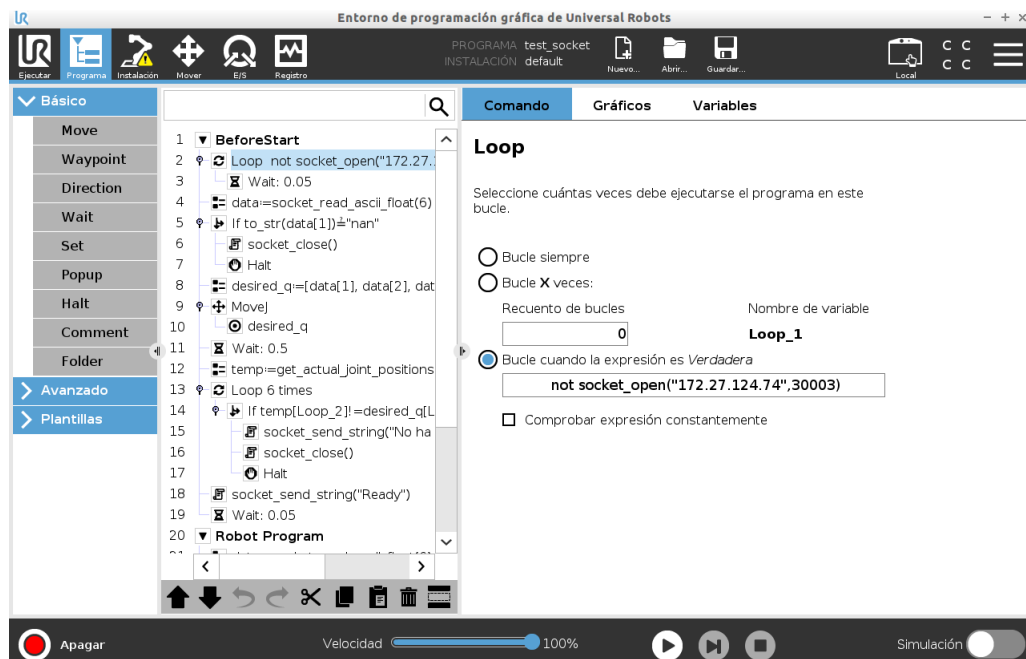 UR Entorno de programación gráfica de Universal Robots
UR
Ejecutar Programa Instalación Mover E/S Registro
PROGRAMA test_socket
INSTALACIÓN default
Nuevo... Abrir... Guardar...
Local
C C
C C
Básico
Move
Waypoint
Direction
Wait
Set
Popup
Halt
Comment
Folder
Avanzado
Plantillas
1 BeforeStart
2 Loop not socket_open("172.27.
3 Wait: 0.05
4 data:=socket_read_ascii_float(6)
5 If to_str(data[1])≟"nan"
6 socket_close()
7 Halt
8 desired_q:=[data[1], data[2], dat
9 MoveJ
10 desired_q
11 Wait: 0.5
12 temp:=get_actual_joint_positions
13 Loop 6 times
14 If temp[Loop_2]!=desired_q[L
15 socket_send_string("No ha
16 socket_close()
17 Halt
18 socket_send_string("Ready")
19 Wait: 0.05
20 Robot Program
Comando Gráficos Variables
Loop
Seleccione cuántas veces debe ejecutarse el programa en este
bucle.
Bucle siempre
Bucle X veces:
Recuento de bucles Nombre de variable
0 Loop_1
Bucle cuando la expresión es Verdadera
not socket_open("172.27.124.74",30003)
Comprobar expresión constantemente
Apagar
Velocidad 100%
Simulación